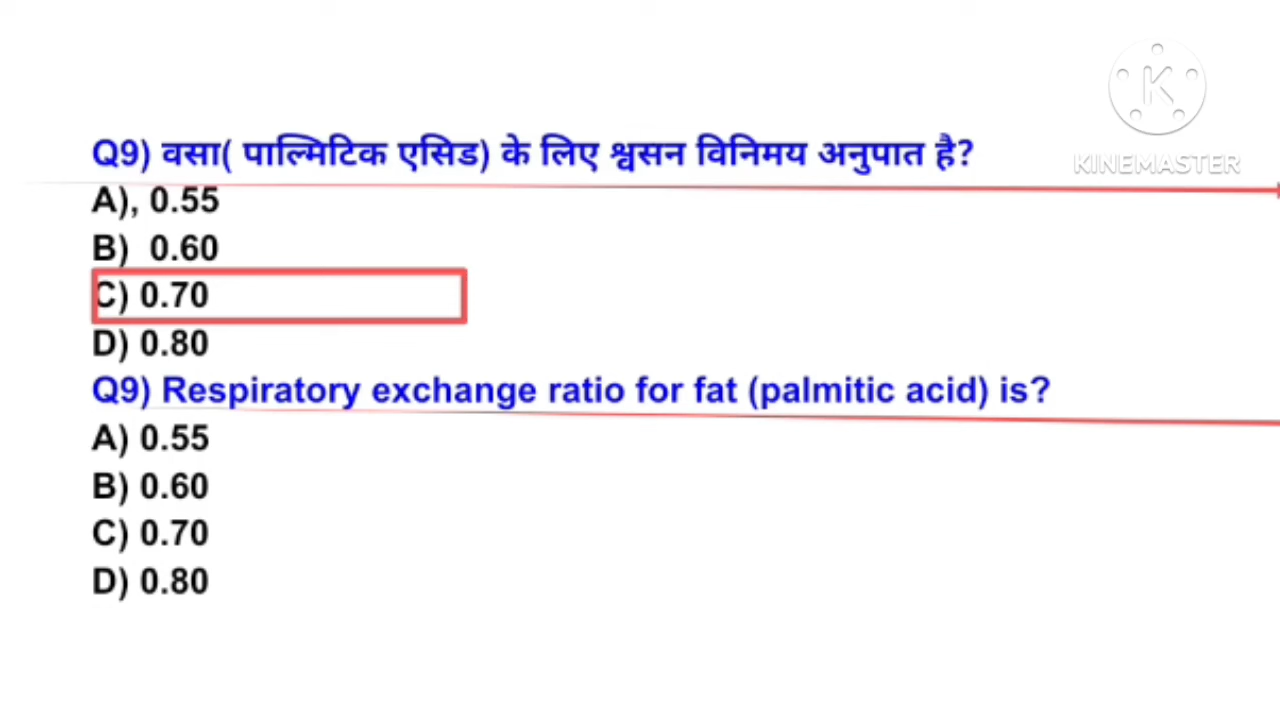 KINEMASTER
Q9) वसा( पाल्मिटिक एसिड) के लिए श्वसन विनिमय अनुपात है?
A), 0.55
B) 0.60
C) 0.70
D) 0.80
Q9) Respiratory exchange ratio for fat (palmitic acid) is?
A) 0.55
B) 0.60
C) 0.70
D) 0.80